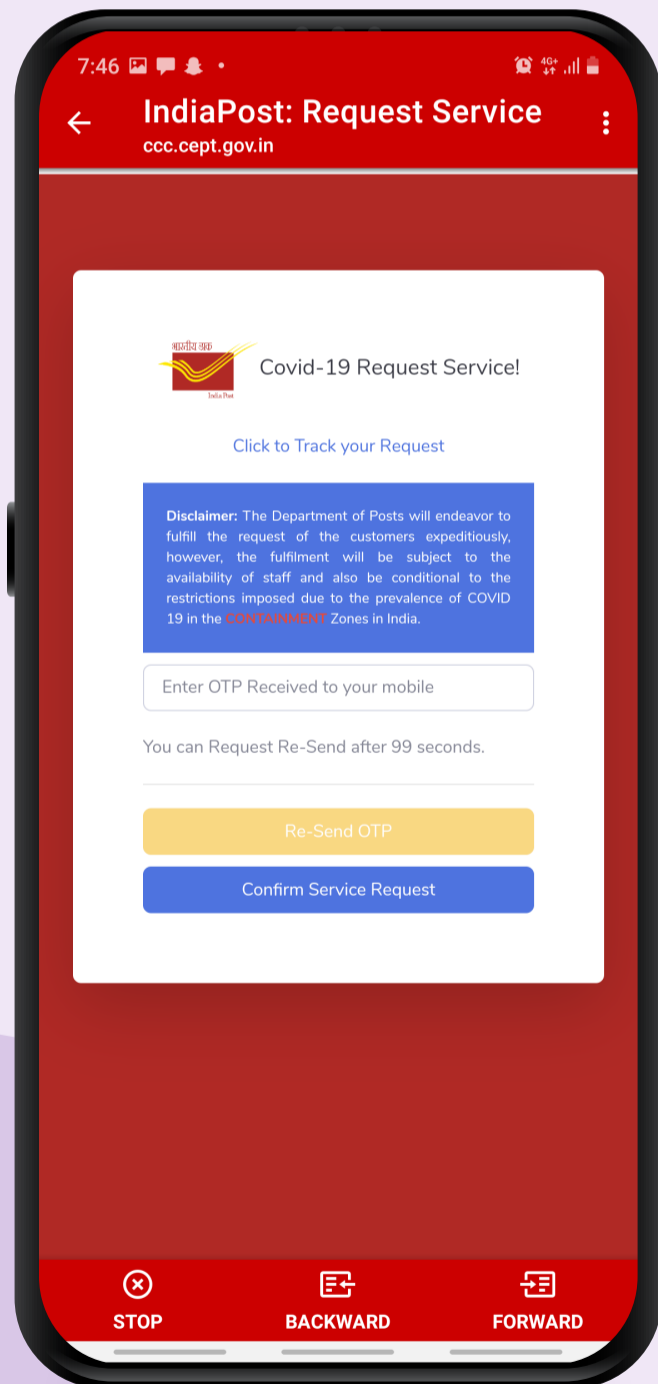 7:46
4G+
IndiaPost: Request Service
ccc.cept.gov.in
भारतीय डाक
India Post
Covid-19 Request Service!
Click to Track your Request
Disclaimer: The Department of Posts will endeavor to
fulfill the request of the customers expeditiously,
however, the fulfilment will be subject to the
availability of staff and also be conditional to the
restrictions imposed due to the prevalence of COVID
19 in the CONTAINMENT Zones in India.
Enter OTP Received to your mobile
You can Request Re-Send after 99 seconds.
Re-Send OTP
Confirm Service Request
STOP
BACKWARD
FORWARD